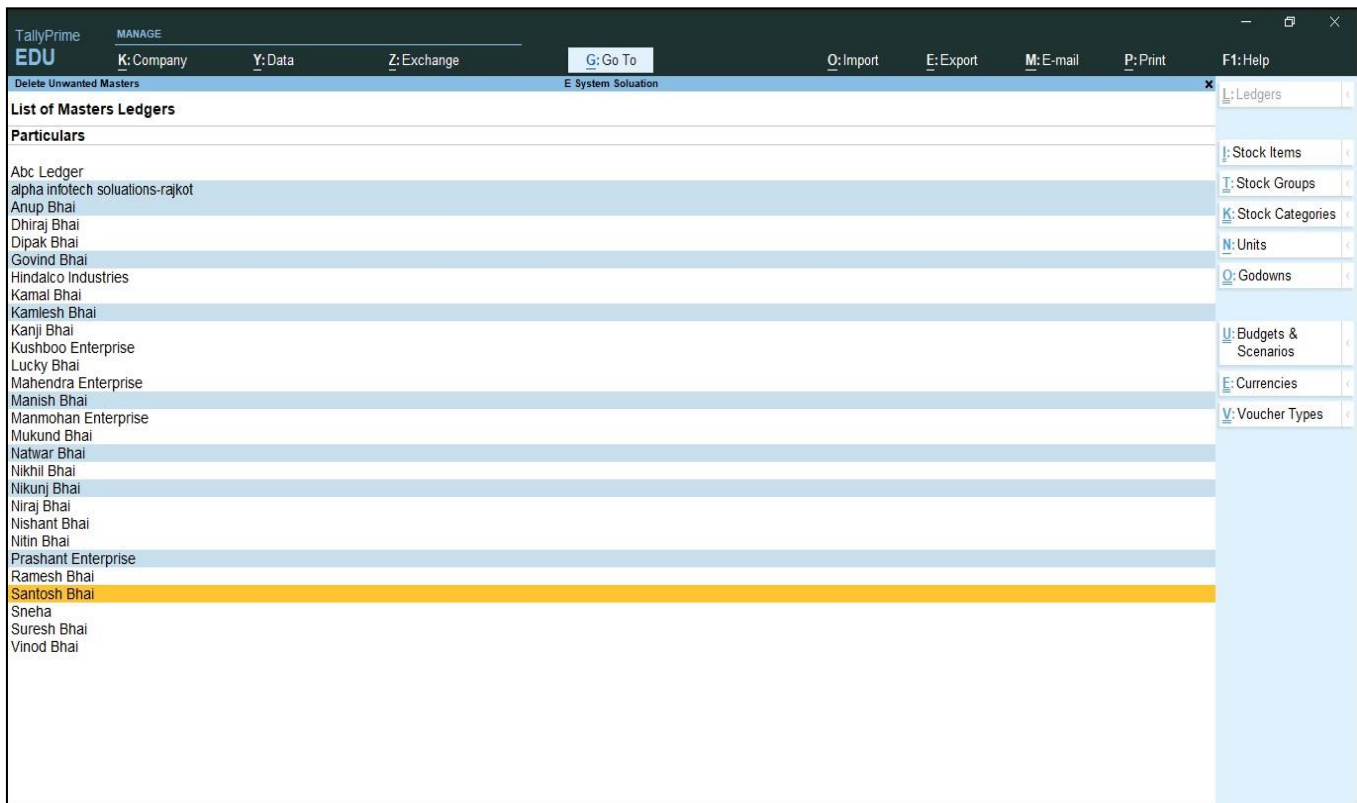 TallyPrime
EDU
MANAGE
K: Company Y: Data Z: Exchange G: Go To O: Import E: Export M: E-mail P: Print F1: Help
Delete Unwanted Masters E System Soluation
List of Masters Ledgers
Particulars
Abc Ledger
alpha infotech soluations-rajkot
Anup Bhai
Dhiraj Bhai
Dipak Bhai
Govind Bhai
Hindalco Industries
Kamal Bhai
Kamlesh Bhai
Kanji Bhai
Kushboo Enterprise
Lucky Bhai
Mahendra Enterprise
Manish Bhai
Manmohan Enterprise
Mukund Bhai
Natwar Bhai
Nikhil Bhai
Nikunj Bhai
Niraj Bhai
Nishant Bhai
Nitin Bhai
Prashant Enterprise
Ramesh Bhai
Santosh Bhai
Sneha
Suresh Bhai
Vinod Bhai
L: Ledgers
I: Stock Items
T: Stock Groups
K: Stock Categories
N: Units
O: Godowns
U: Budgets &
Scenarios
E: Currencies
V: Voucher Types